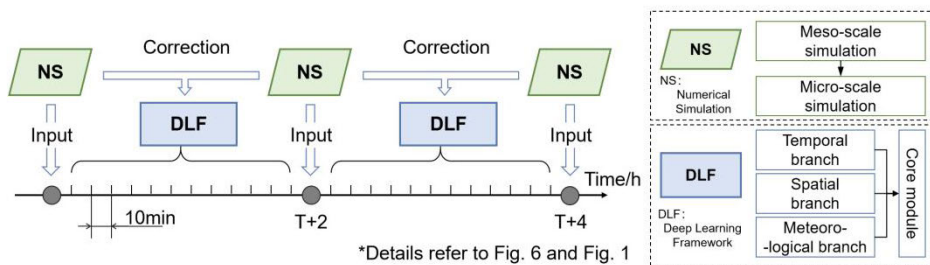 NS
Correction
NS
Correction
NS
Input
DLF
Input
DLF
Input
Time/h
10min
T+2
T+4
*Details refer to Fig. 6 and Fig. 1
NS
NS:
Numerical
Simulation
Meso-scale
simulation
Micro-scale
simulation
DLF
DLF:
Deep Learning
Framework
Temporal
branch
Spatial
branch
Meteoro-
-logical branch
Core module